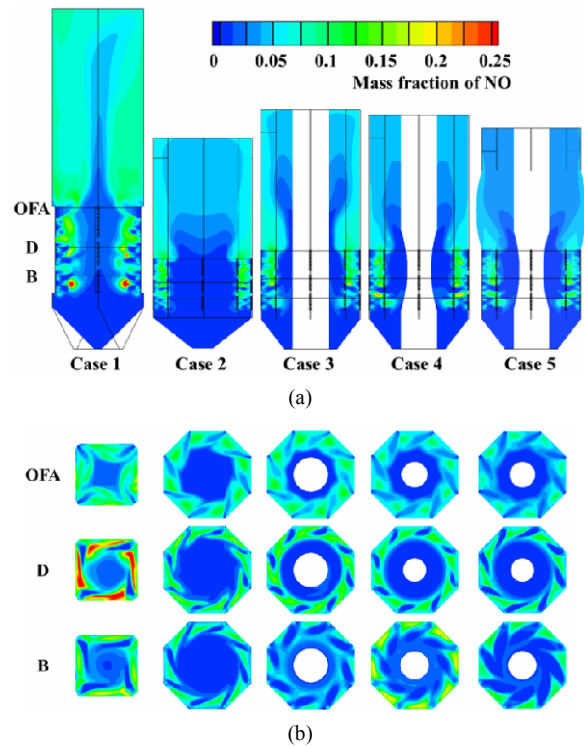 0 0.05 0.1 0.15 0.2 0.25
Mass fraction of NO
OFA
D
B
Case 1 Case 2 Case 3 Case 4 Case 5
(a)
OFA
D
B
(b)